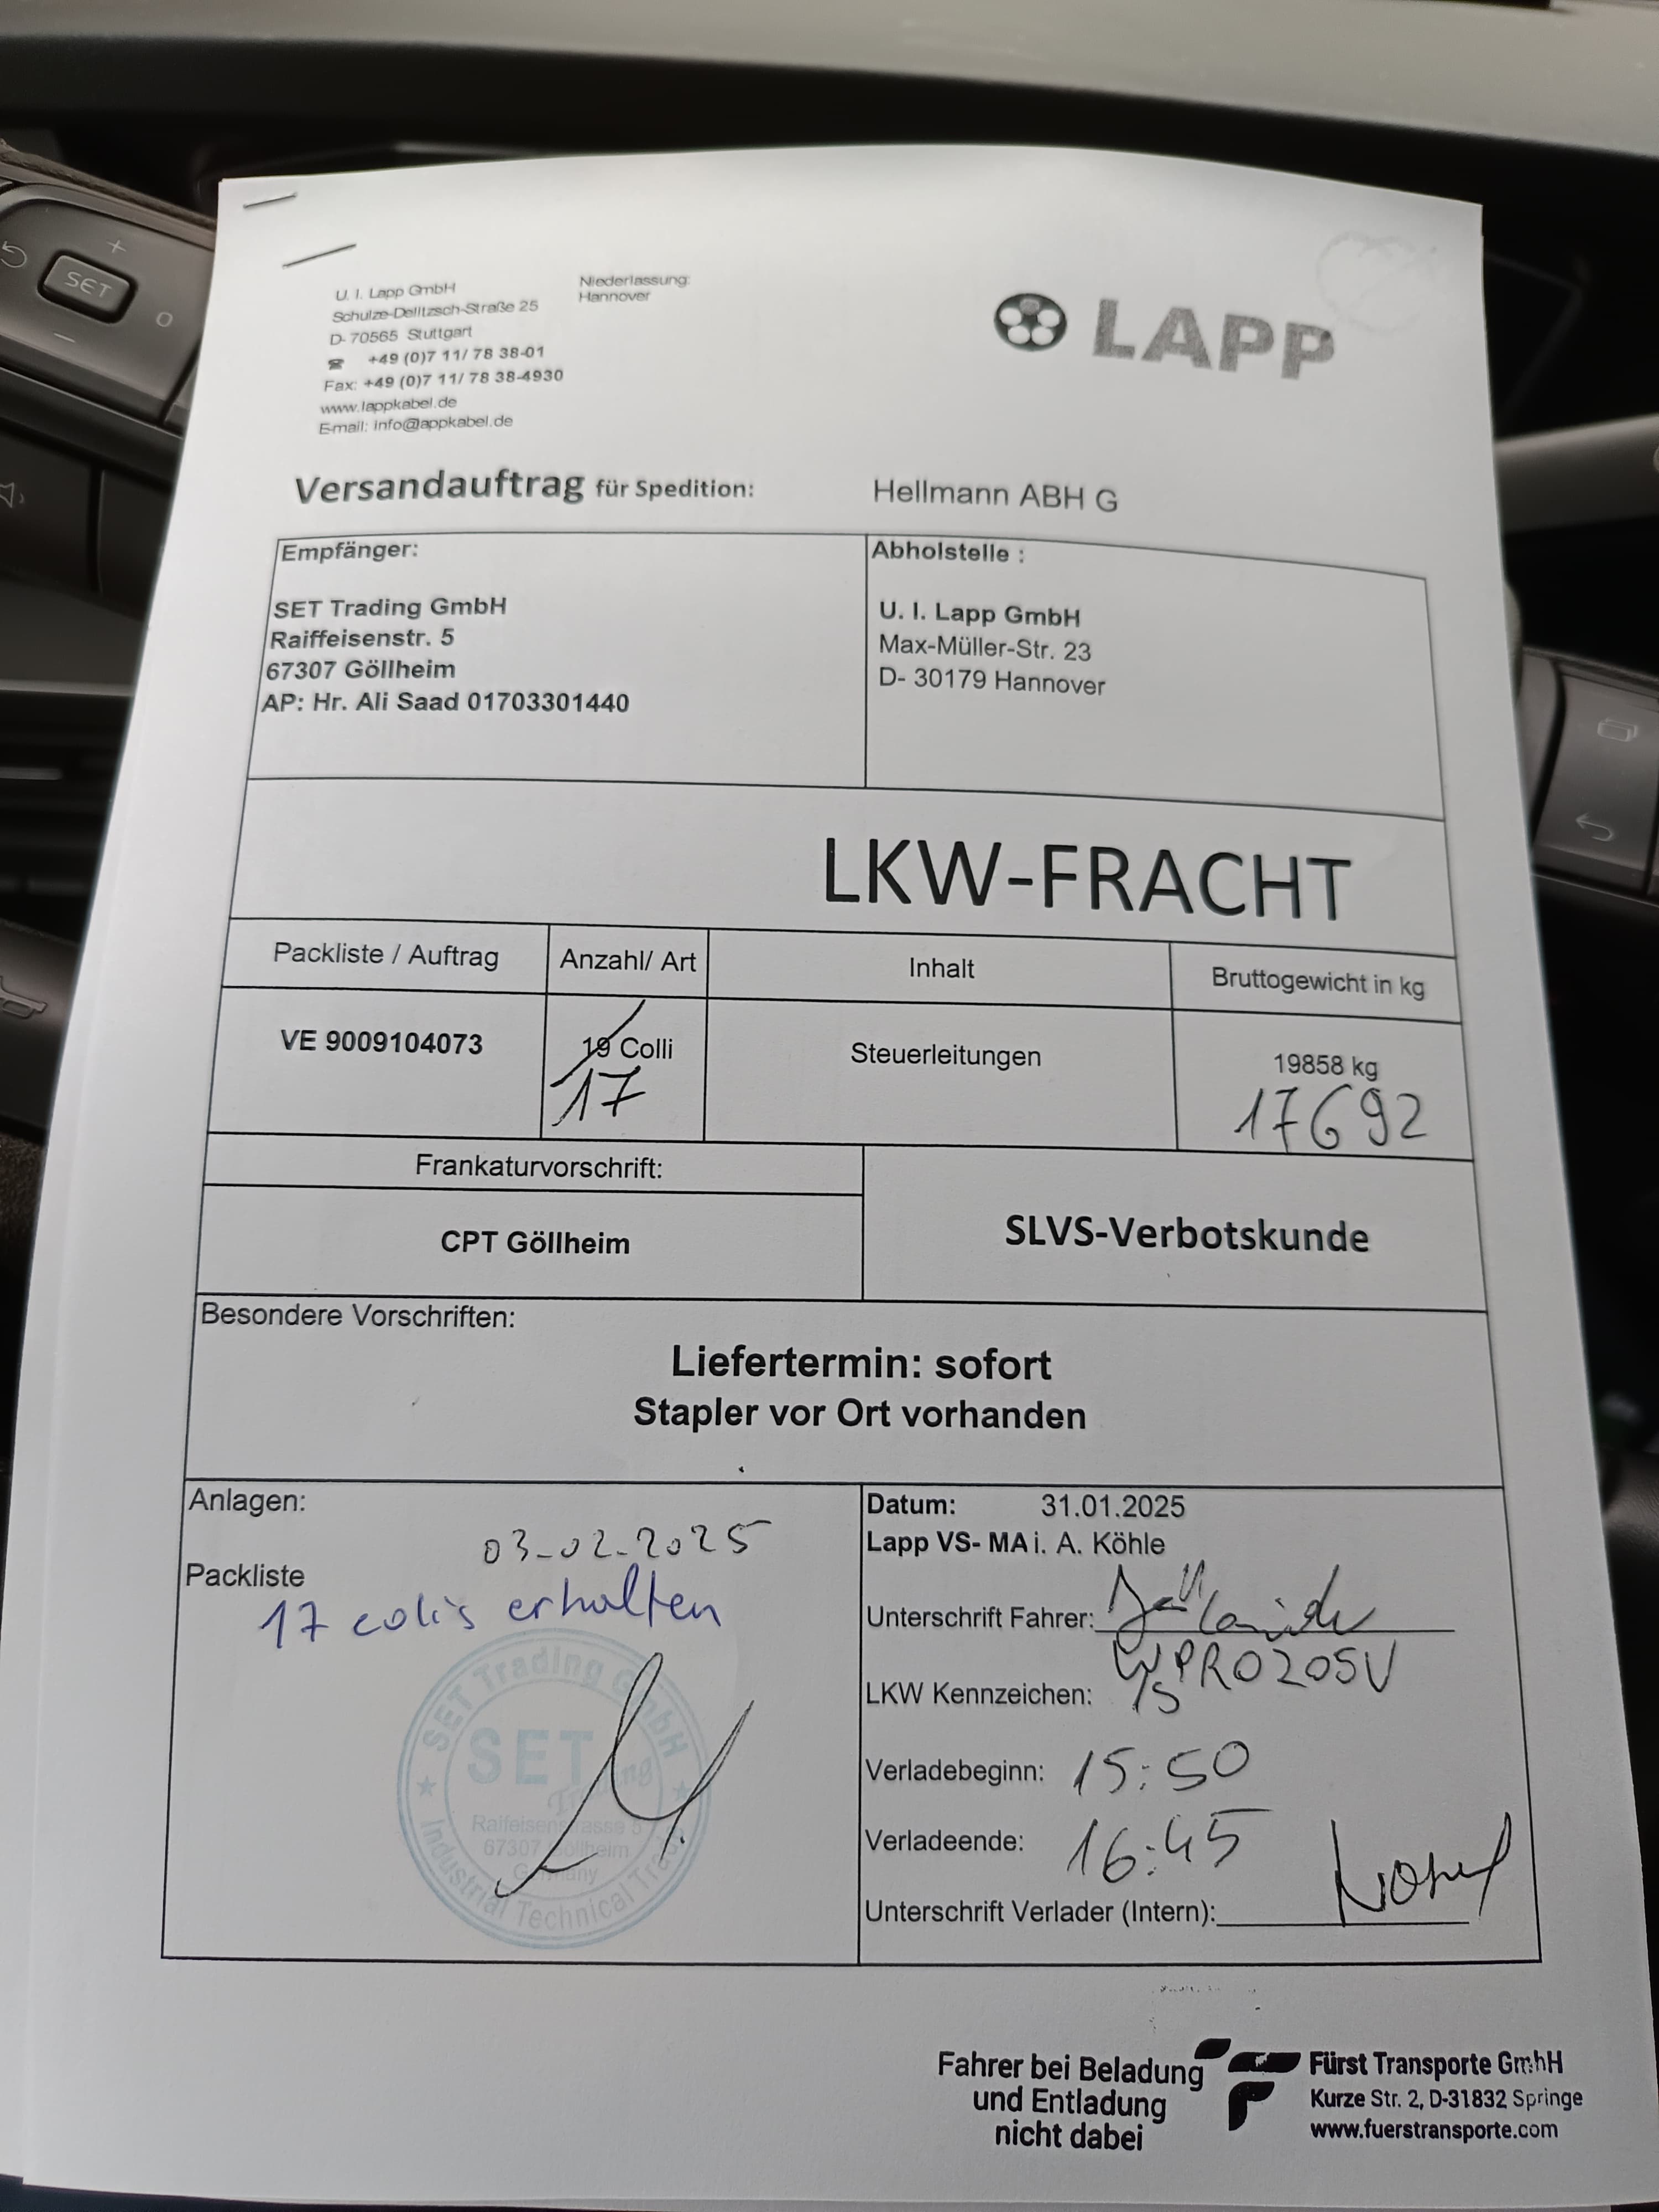 SET
U. I. Lapp GmbH
Schulze-Delitzsch-Straße 25
D- 70565 Stuttgart
☎ +49 (0)7 11/ 78 38-01
Fax: +49 (0)7 11/ 78 38-4930
www.lappkabel.de
E-mail: info@appkabel.de
Niederlassung:
Hannover
LAPP
Versandauftrag für Spedition: Hellmann ABH G
Empfänger:
SET Trading GmbH
Raiffeisenstr. 5
67307 Göllheim
AP: Hr. Ali Saad 01703301440
Abholstelle :
U. I. Lapp GmbH
Max-Müller-Str. 23
D- 30179 Hannover
LKW-FRACHT
Packliste / Auftrag Anzahl/ Art Inhalt Bruttogewicht in kg
VE 9009104073 19 Colli Steuerleitungen 19858 kg
17 17692
Frankaturvorschrift:
CPT Göllheim
SLVS-Verbotskunde
Besondere Vorschriften:
Liefertermin: sofort
Stapler vor Ort vorhanden
Anlagen:
03-02-2025
Packliste
17 colis erhalten
SET Trading GmbH
SET
Trading
Raiffeisenstrasse 5
67307 Göllheim
Germany
Industrial Technical Trade
Datum: 31.01.2025
Lapp VS- MA i. A. Köhle
Unterschrift Fahrer:
LKW Kennzeichen: PRO205V
Verladebeginn: 15:50
Verladeende: 16:45
Unterschrift Verlader (Intern):
Fahrer bei Beladung
und Entladung
nicht dabei
Fürst Transporte GmbH
Kurze Str. 2, D-31832 Springe
www.fuerstransporte.com